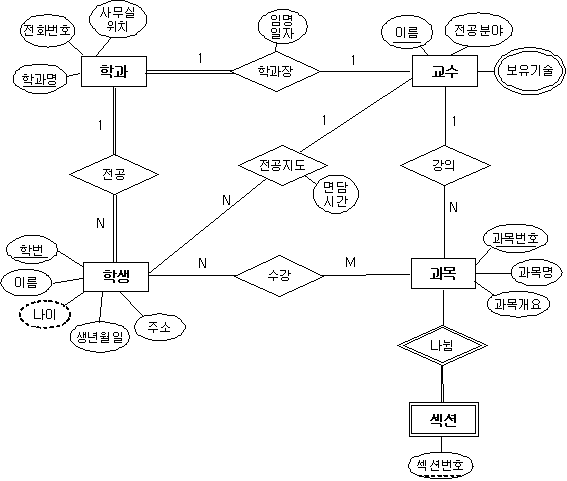 사무실
위치
전화번호
학과명
학과
1
임명
일자
학과장
1
이름
전공분야
교수
보유기술
1
전공
N
1
전공지도
면담
시간
N
1
강의
N
학번
이름
나이
생년월일
주소
학생
N
수강
M
과목
과목번호
과목명
과목개요
나뉨
섹션
섹션번호